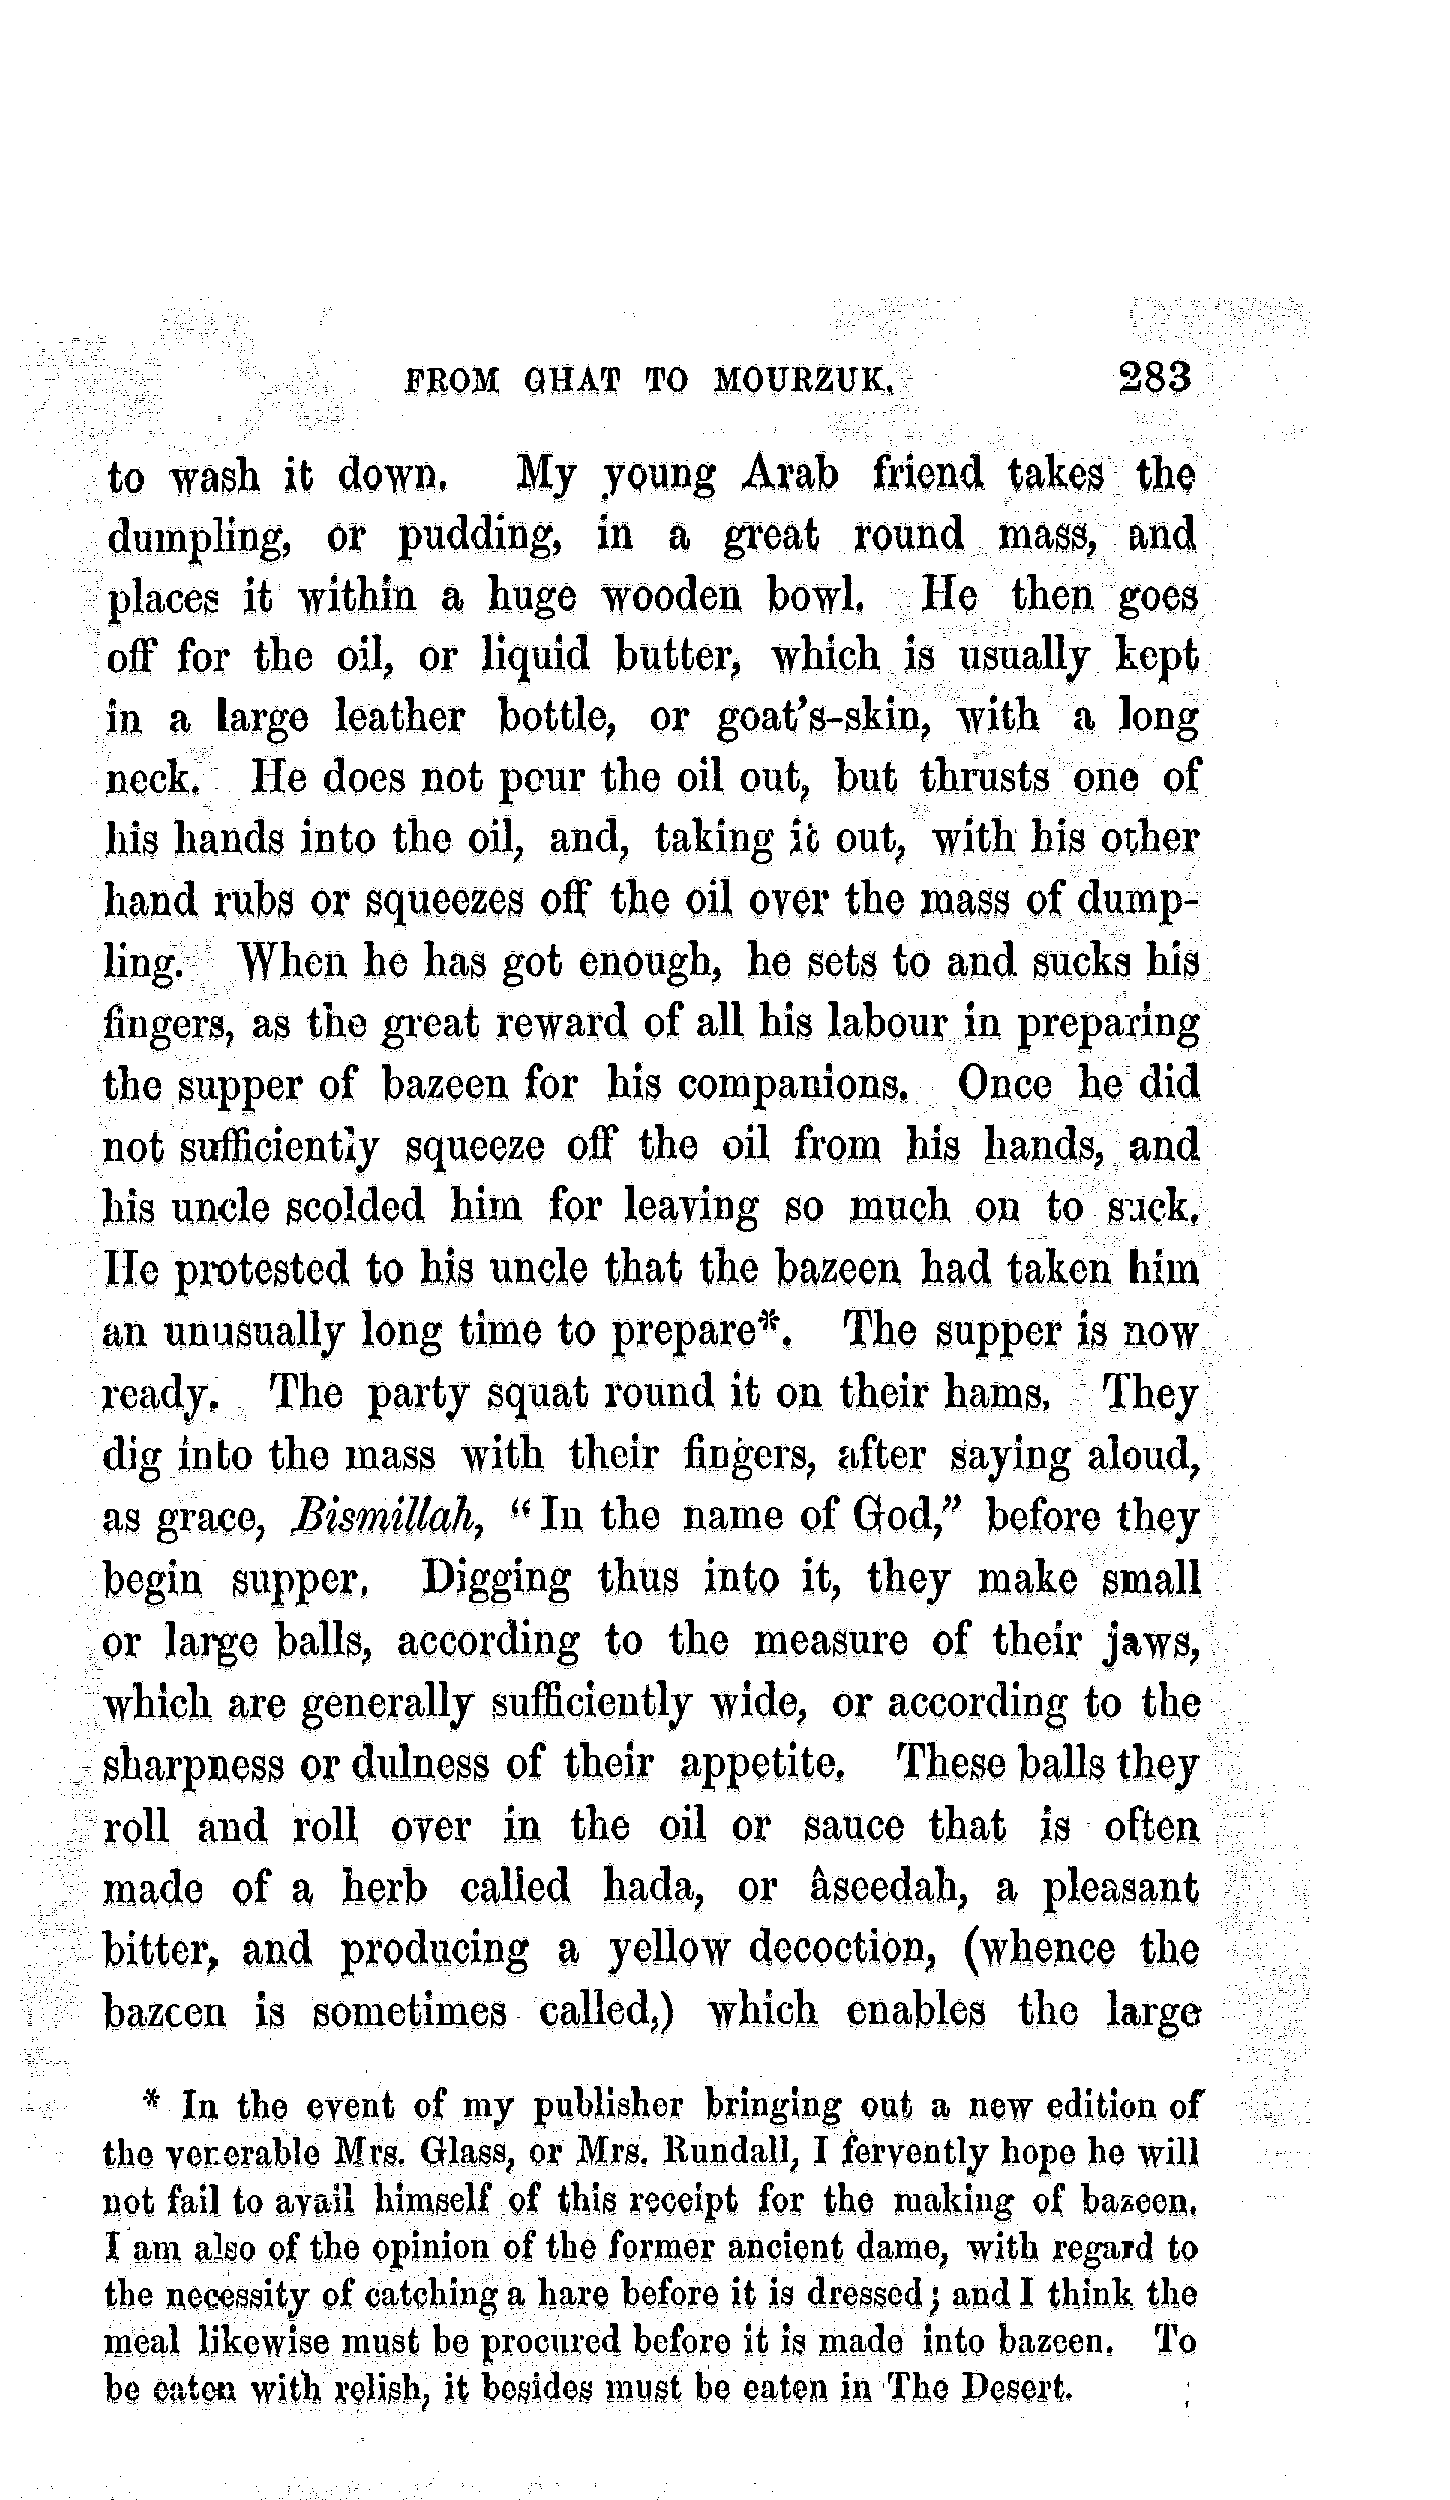 FROM GHAT TO MOURZUK. 283
to wash it down. My young Arab friend takes the
dumpling, or pudding, in a great round mass, and
places it within a huge wooden bowl. He then goes
off for the oil, or liquid butter, which is usually kept
in a large leather bottle, or goat's-skin, with a long
neck. He does not pour the oil out, but thrusts one of
his hands into the oil, and, taking it out, with his other
hand rubs or squeezes off the oil over the mass of dump-
ling. When he has got enough, he sets to and sucks his
fingers, as the great reward of all his labour in preparing
the supper of bazeen for his companions. Once he did
not sufficiently squeeze off the oil from his hands, and
his uncle scolded him for leaving so much on to suck.
He protested to his uncle that the bazeen had taken him
an unusually long time to prepare*. The supper is now
ready. The party squat round it on their hams. They
dig into the mass with their fingers, after saying aloud,
as grace, Bismillah, "In the name of God," before they
begin supper. Digging thus into it, they make small
or large balls, according to the measure of their jaws,
which are generally sufficiently wide, or according to the
sharpness or dulness of their appetite. These balls they
roll and roll over in the oil or sauce that is often
made of a herb called hada, or âseedah, a pleasant
bitter, and producing a yellow decoction, (whence the
bazeen is sometimes called,) which enables the large
* In the event of my publisher bringing out a new edition of
the venerable Mrs. Glass, or Mrs. Rundall, I fervently hope he will
not fail to avail himself of this receipt for the making of bazeen.
I am also of the opinion of the former ancient dame, with regard to
the necessity of catching a hare before it is dressed; and I think the
meal likewise must be procured before it is made into bazeen. To
be eaten with relish, it besides must be eaten in The Desert.